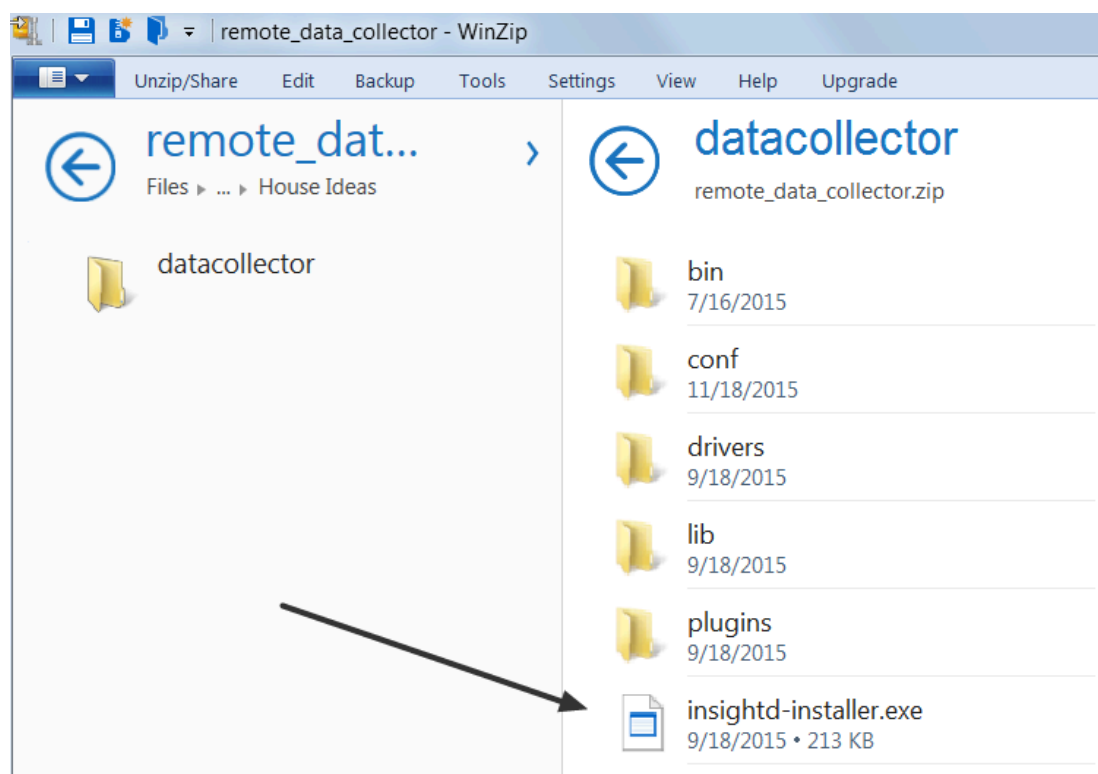 remote_data_collector - WinZip
Unzip/Share Edit Backup Tools Settings View Help Upgrade
remote_dat...
Files ▸ ... ▸ House Ideas
datacollector
datacollector
remote_data_collector.zip
bin
7/16/2015
conf
11/18/2015
drivers
9/18/2015
lib
9/18/2015
plugins
9/18/2015
insightd-installer.exe
9/18/2015 • 213 KB